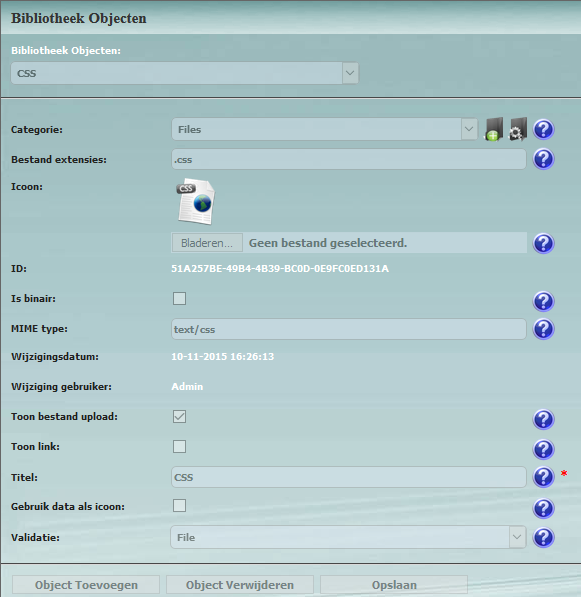 Bibliotheek Objecten
Bibliotheek Objecten:
CSS
Categorie: Files
Bestand extensies: .css
Icoon: CSS
Bladeren... Geen bestand geselecteerd.
ID: 51A257BE-49B4-4B39-BC0D-0E9FC0ED131A
Is binair:
MIME type: text/css
Wijzigingsdatum: 10-11-2015 16:26:13
Wijziging gebruiker: Admin
Toon bestand upload:
Toon link:
Titel: CSS *
Gebruik data als icoon:
Validatie: File
Object Toevoegen Object Verwijderen Opslaan